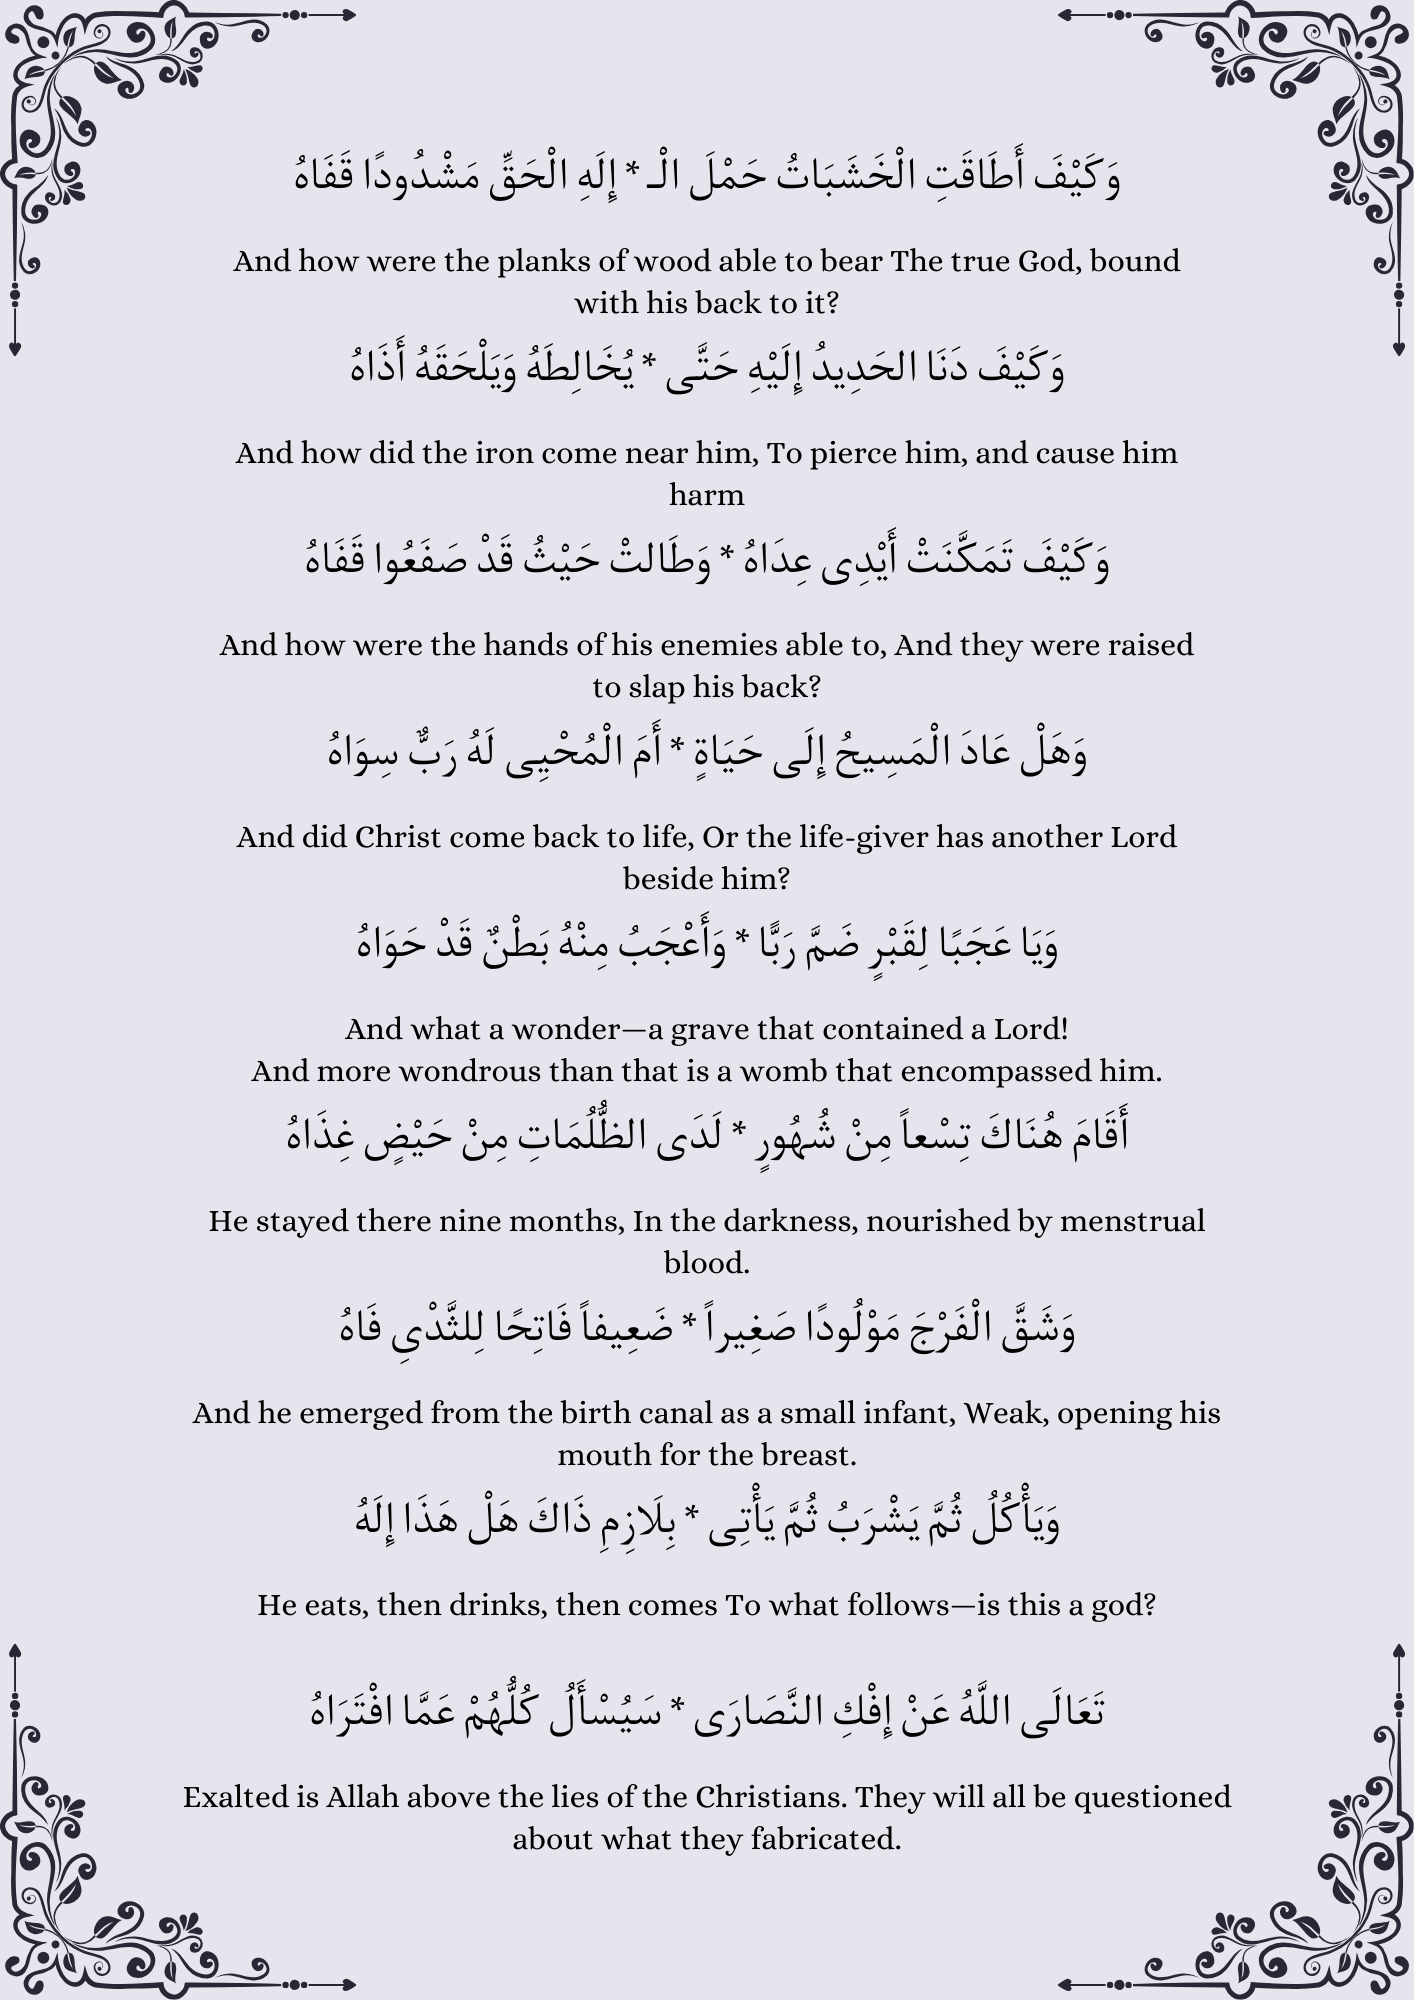 وَكَيْفَ أَطَاقَتِ الْخَشَبَاتُ حَمْلَ الْـ * إِلَهِ الْحَقِّ مَشْدُودًا قَفَاهُ
And how were the planks of wood able to bear The true God, bound
with his back to it?
وَكَيْفَ دَنَا الحَدِيدُ إِلَيْهِ حَتَّى * يُخَالِطَهُ وَيَلْحَقَهُ أَذَاهُ
And how did the iron come near him, To pierce him, and cause him
harm
وَكَيْفَ تَمَكَّنَتْ أَيْدِى عِدَاهُ * وَطَالتْ حَيْثُ قَدْ صَفَعُوا قَفَاهُ
And how were the hands of his enemies able to, And they were raised
to slap his back?
وَهَلْ عَادَ الْمَسِيحُ إِلَى حَيَاةٍ * أَمَ الْمُحْيِى لَهُ رَبٌّ سِوَاهُ
And did Christ come back to life, Or the life-giver has another Lord
beside him?
وَيَا عَجَبًا لِقَبْرٍ ضَمَّ رَبًّا * وَأَعْجَبُ مِنْهُ بَطْنٌ قَدْ حَوَاهُ
And what a wonder—a grave that contained a Lord!
And more wondrous than that is a womb that encompassed him.
أَقَامَ هُنَاكَ تِسْعاً مِنْ شُهُورٍ * لَدَى الظُّلُمَاتِ مِنْ حَيْضٍ غِذَاهُ
He stayed there nine months, In the darkness, nourished by menstrual
blood.
وَشَقَّ الْفَرْجَ مَوْلُودًا صَغِيراً * ضَعِيفاً فَاتِحًا لِلثَّدْىِ فَاهُ
And he emerged from the birth canal as a small infant, Weak, opening his
mouth for the breast.
وَيَأْكُلُ ثُمَّ يَشْرَبُ ثُمَّ يَأْتِى * بِلَازِمِ ذَاكَ هَلْ هَذَا إِلَهُ
He eats, then drinks, then comes To what follows—is this a god?
تَعَالَى اللَّهُ عَنْ إِفْكِ النَّصَارَى * سَيُسْأَلُ كُلُّهُمْ عَمَّا افْتَرَاهُ
Exalted is Allah above the lies of the Christians. They will all be questioned
about what they fabricated.